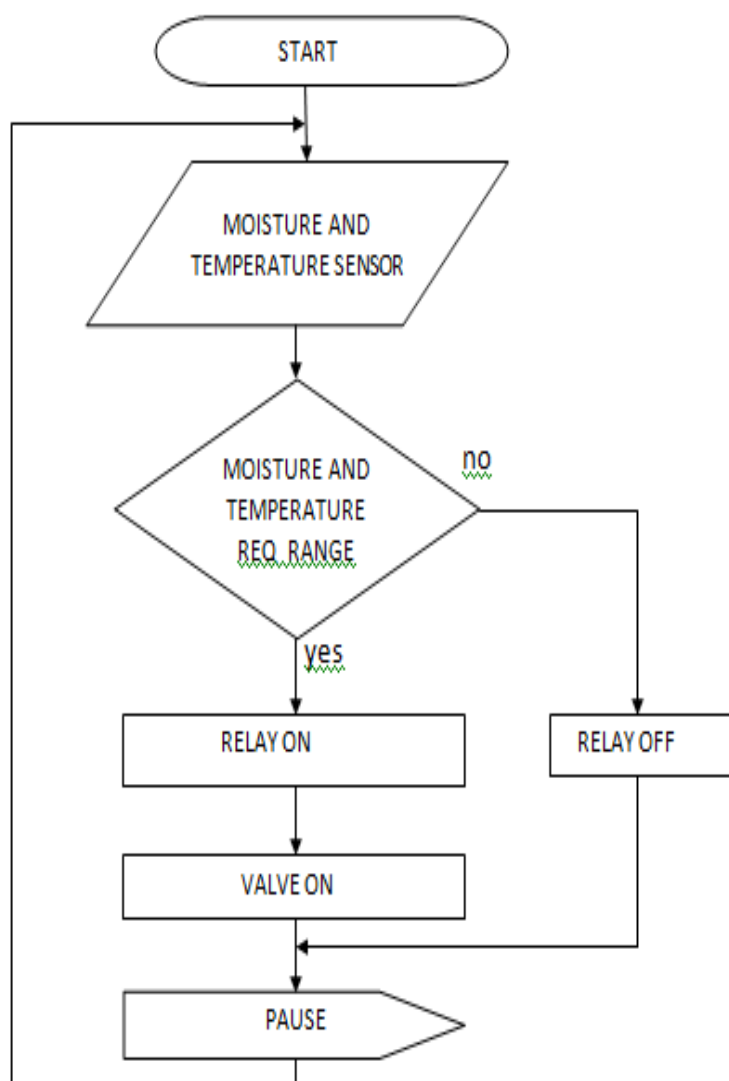 START
MOISTURE AND
TEMPERATURE SENSOR
MOISTURE AND
TEMPERATURE
REQ RANGE
no
yes
RELAY ON
RELAY OFF
VALVE ON
PAUSE